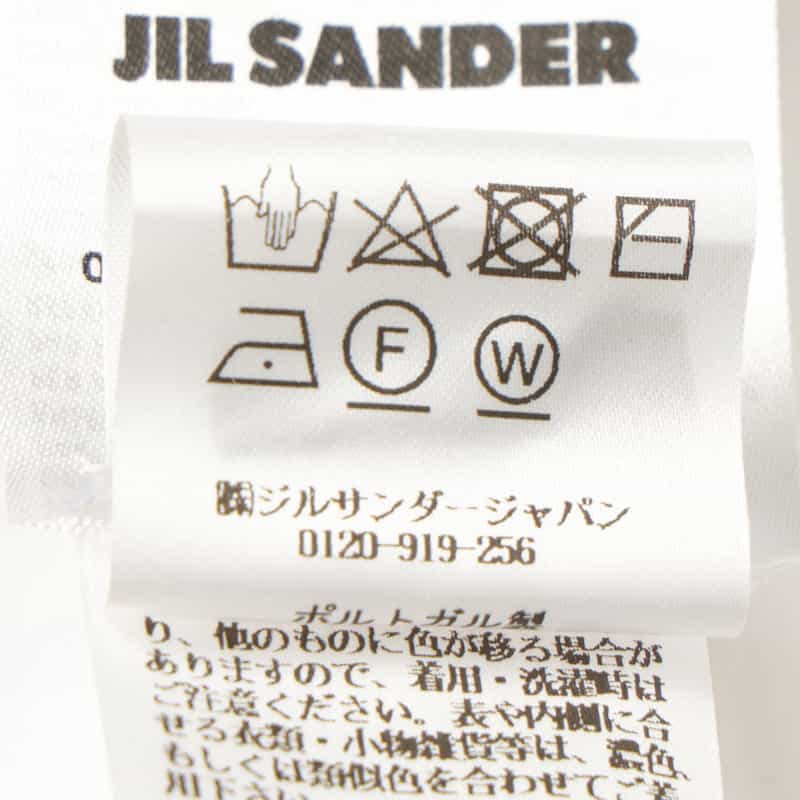 JIL SANDER
F W
㈱ジルサンダージャパン
0120-919-256
ポルトガル製
り、他のものに色が移る場合が
ありますので、着用・洗濯時は
ご注意ください。表や内側に合
せる衣類・小物雑貨等は、濃色、
もしくは類似色を合わせてご着
用下さい